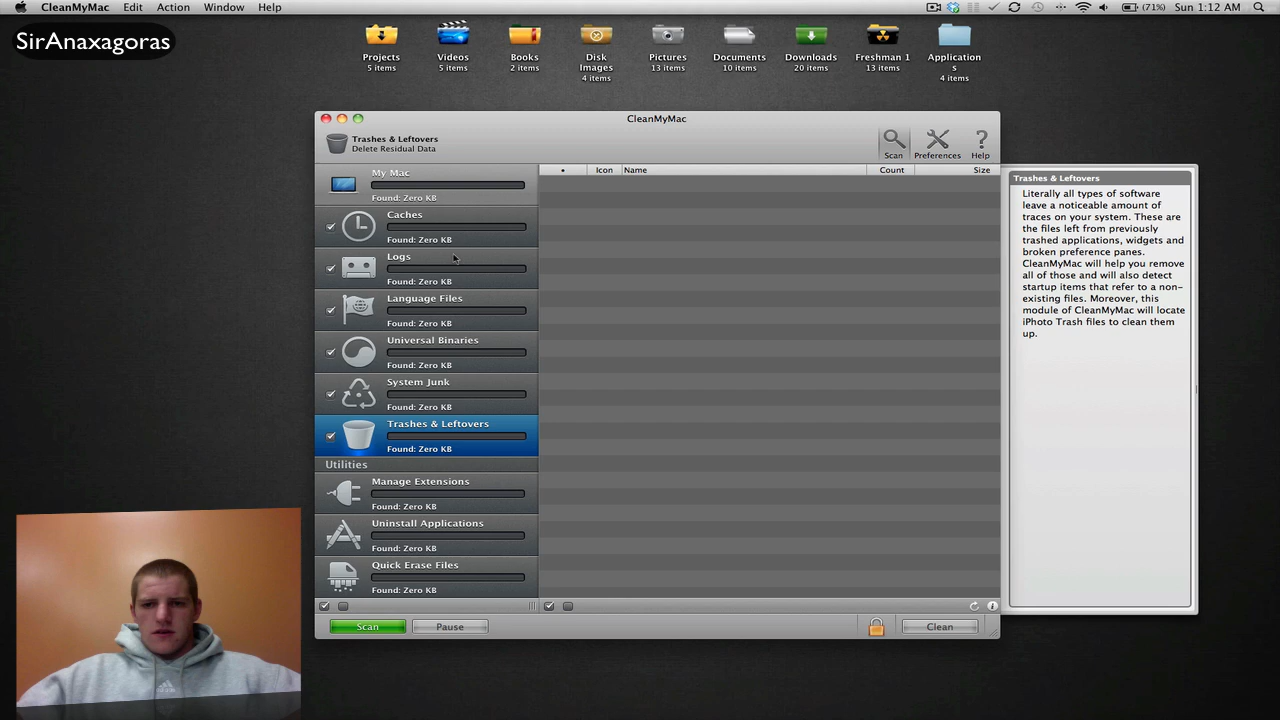 CleanMyMac Edit Action Window Help
(71%) Sun 1:12 AM
SirAnaxagoras
Projects
5 items
Videos
5 items
Books
2 items
Disk
Images
4 items
Pictures
13 items
Documents
10 items
Downloads
20 items
Freshman 1
13 items
Application
s
4 items
CleanMyMac
Trashes & Leftovers
Delete Residual Data
Scan
Preferences
Help
My Mac
Found: Zero KB
Caches
Found: Zero KB
Logs
Found: Zero KB
Language Files
Found: Zero KB
Universal Binaries
Found: Zero KB
System Junk
Found: Zero KB
Trashes & Leftovers
Found: Zero KB
Utilities
Manage Extensions
Found: Zero KB
Uninstall Applications
Found: Zero KB
Quick Erase Files
Found: Zero KB
Scan
Pause
Icon Name Count Size
Clean
Trashes & Leftovers
Literally all types of software
leave a noticeable amount of
traces on your system. These are
the files left from previously
trashed applications, widgets and
broken preference panes.
CleanMyMac will help you remove
all of those and will also detect
startup items that refer to a non-
existing files. Moreover, this
module of CleanMyMac will locate
iPhoto Trash files to clean them
up.